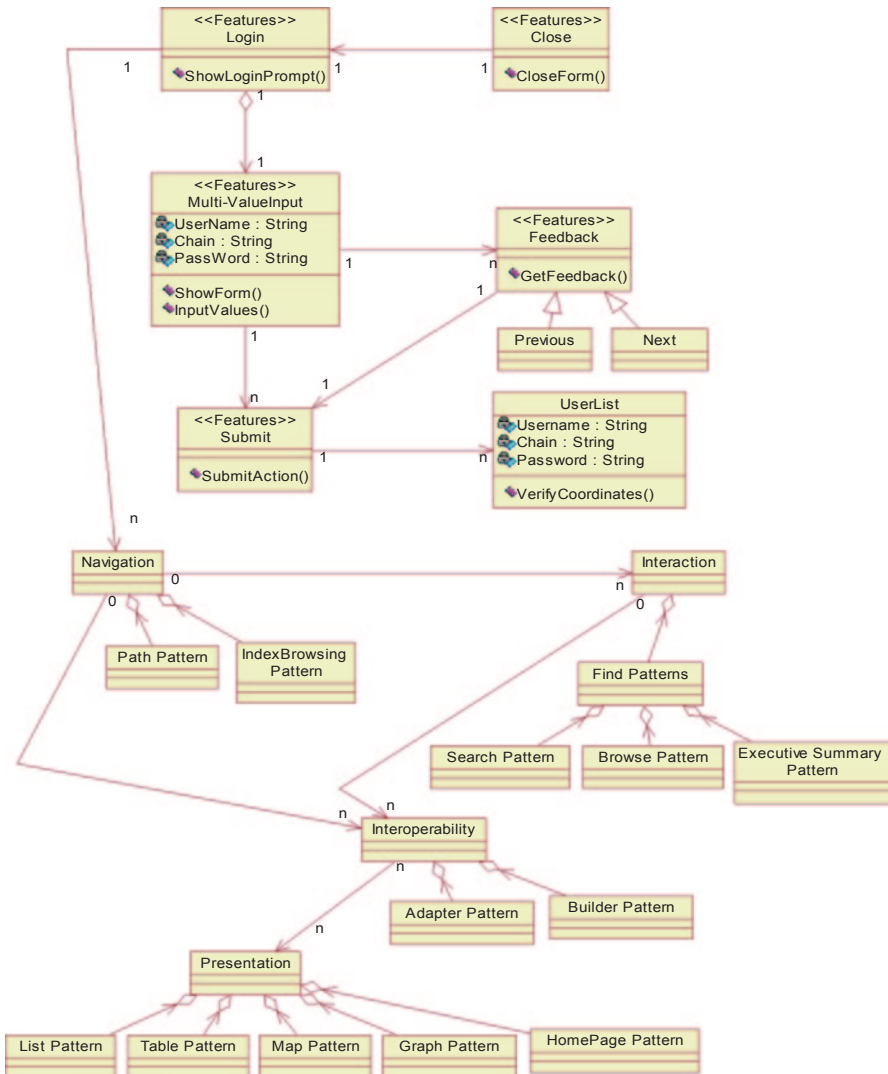 <<Features>>
Login
ShowLoginPrompt()
<<Features>>
Close
CloseForm()
1
1
1
1
1
<<Features>>
Multi-ValueInput
UserName : String
Chain : String
PassWord : String
ShowForm()
InputValues()
<<Features>>
Feedback
GetFeedback()
1
n
1
1
Previous
Next
1
n
<<Features>>
Submit
SubmitAction()
1
n
UserList
Username : String
Chain : String
Password : String
VerifyCoordinates()
n
Navigation
0
0
Interaction
n
0
Path Pattern
IndexBrowsing
Pattern
Find Patterns
Search Pattern
Browse Pattern
Executive Summary
Pattern
n
n
Interoperability
n
Adapter Pattern
Builder Pattern
n
Presentation
List Pattern
Table Pattern
Map Pattern
Graph Pattern
HomePage Pattern